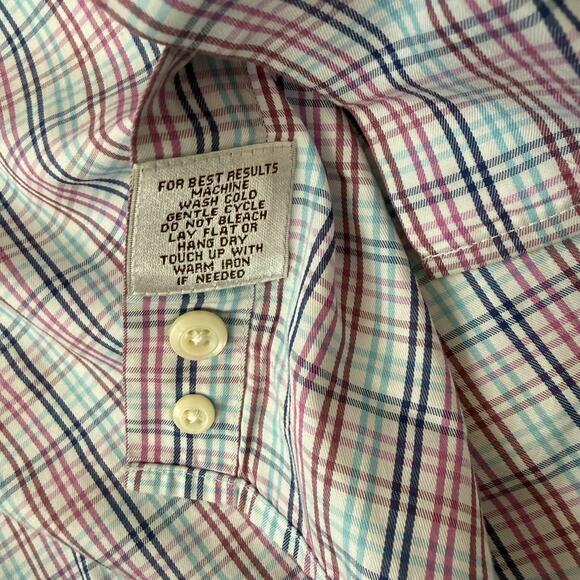 FOR BEST RESULTS
MACHINE
WASH COLD
GENTLE CYCLE
DO NOT BLEACH
LAY FLAT OR
HANG DRY
TOUCH UP WITH
WARM IRON
IF NEEDED